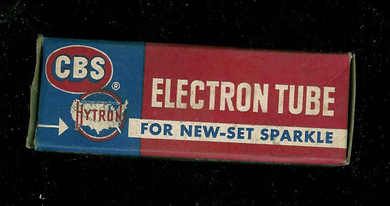 CBS
®
HYTRON
ELECTRON TUBE
FOR NEW-SET SPARKLE